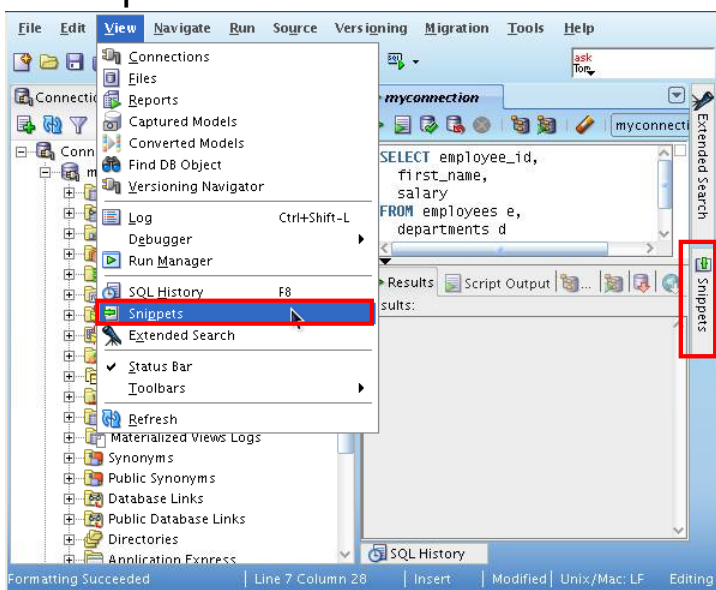 File Edit View Navigate Run Source Versioning Migration Tools Help
ask
Tom
Connections
Files
Reports
Captured Models
Converted Models
Find DB Object
Versioning Navigator
Log Ctrl+Shift-L
Debugger
Run Manager
SQL History F8
Snippets
Extended Search
Status Bar
Toolbars
Refresh
Connecti
Conn
m
Materialized Views Logs
Synonyms
Public Synonyms
Database Links
Public Database Links
Directories
Application Express
myconnection
myconnecti
SELECT employee_id,
first_name,
salary
FROM employees e,
departments d
Results Script Output ...
sults:
SQL History
Extended Search
Snippets
Formatting Succeeded Line 7 Column 28 Insert Modified Unix/Mac: LF Editing